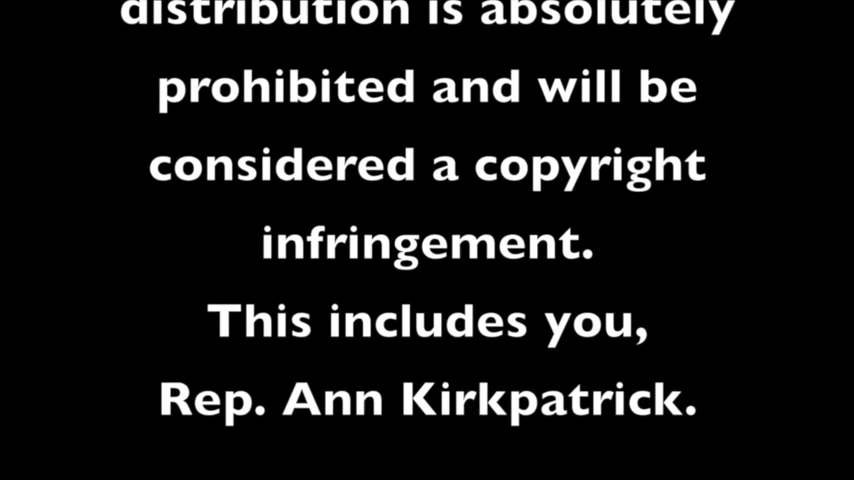 distribution is absolutely
prohibited and will be
considered a copyright
infringement.
This includes you,
Rep. Ann Kirkpatrick.